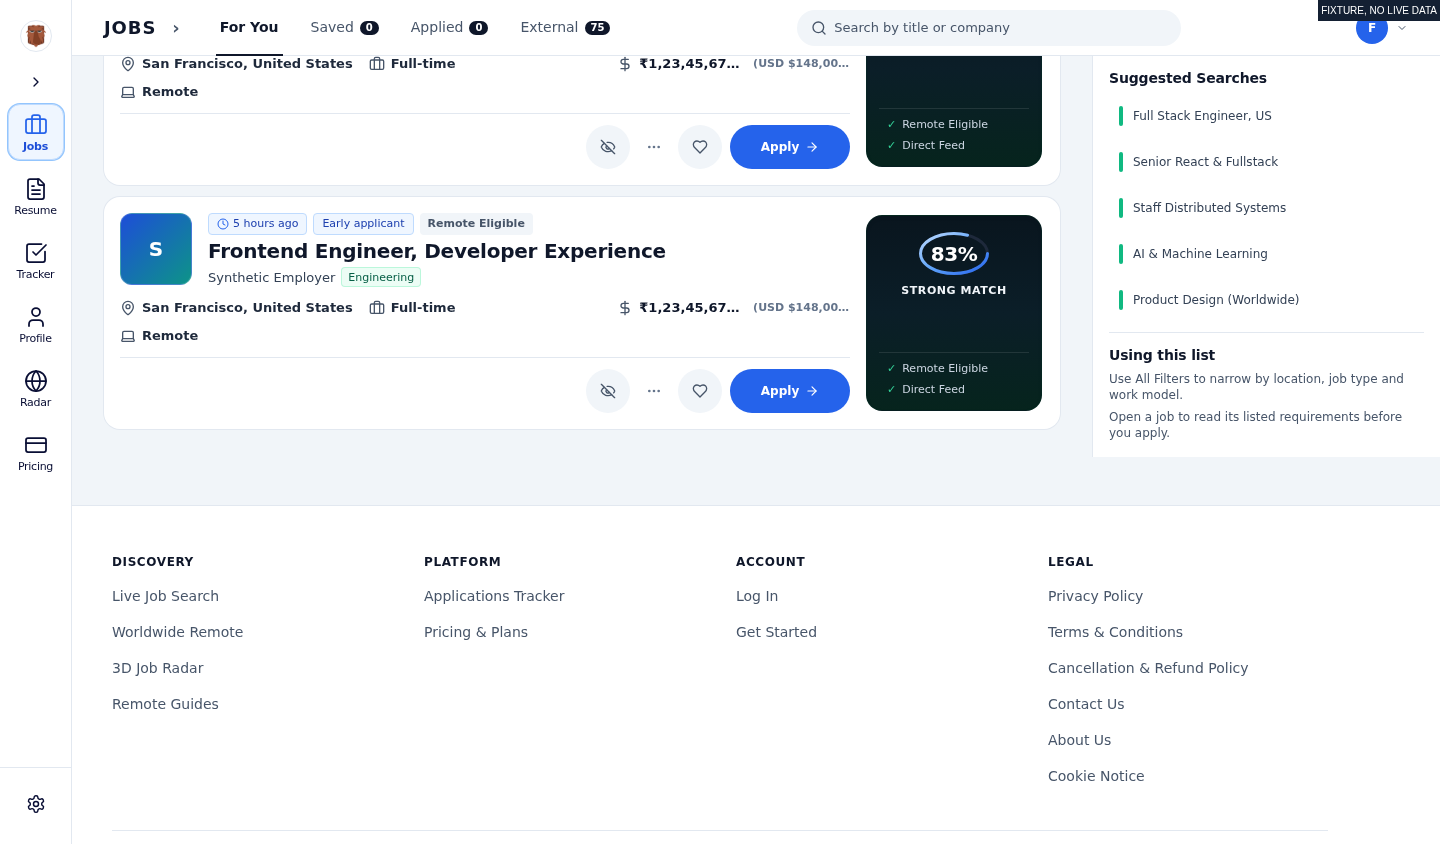 FIXTURE, NO LIVE DATA
JOBS
For You
Saved 0
Applied 0
External 75
Search by title or company
F
Jobs
Resume
Tracker
Profile
Radar
Pricing
San Francisco, United States
Full-time
₹1,23,45,67…
(USD $148,00…
Remote
Apply
✓ Remote Eligible
✓ Direct Feed
S
5 hours ago
Early applicant
Remote Eligible
Frontend Engineer, Developer Experience
Synthetic Employer
Engineering
San Francisco, United States
Full-time
₹1,23,45,67…
(USD $148,00…
Remote
Apply
83%
STRONG MATCH
✓ Remote Eligible
✓ Direct Feed
Suggested Searches
Full Stack Engineer, US
Senior React & Fullstack
Staff Distributed Systems
AI & Machine Learning
Product Design (Worldwide)
Using this list
Use All Filters to narrow by location, job type and
work model.
Open a job to read its listed requirements before
you apply.
DISCOVERY
Live Job Search
Worldwide Remote
3D Job Radar
Remote Guides
PLATFORM
Applications Tracker
Pricing & Plans
ACCOUNT
Log In
Get Started
LEGAL
Privacy Policy
Terms & Conditions
Cancellation & Refund Policy
Contact Us
About Us
Cookie Notice